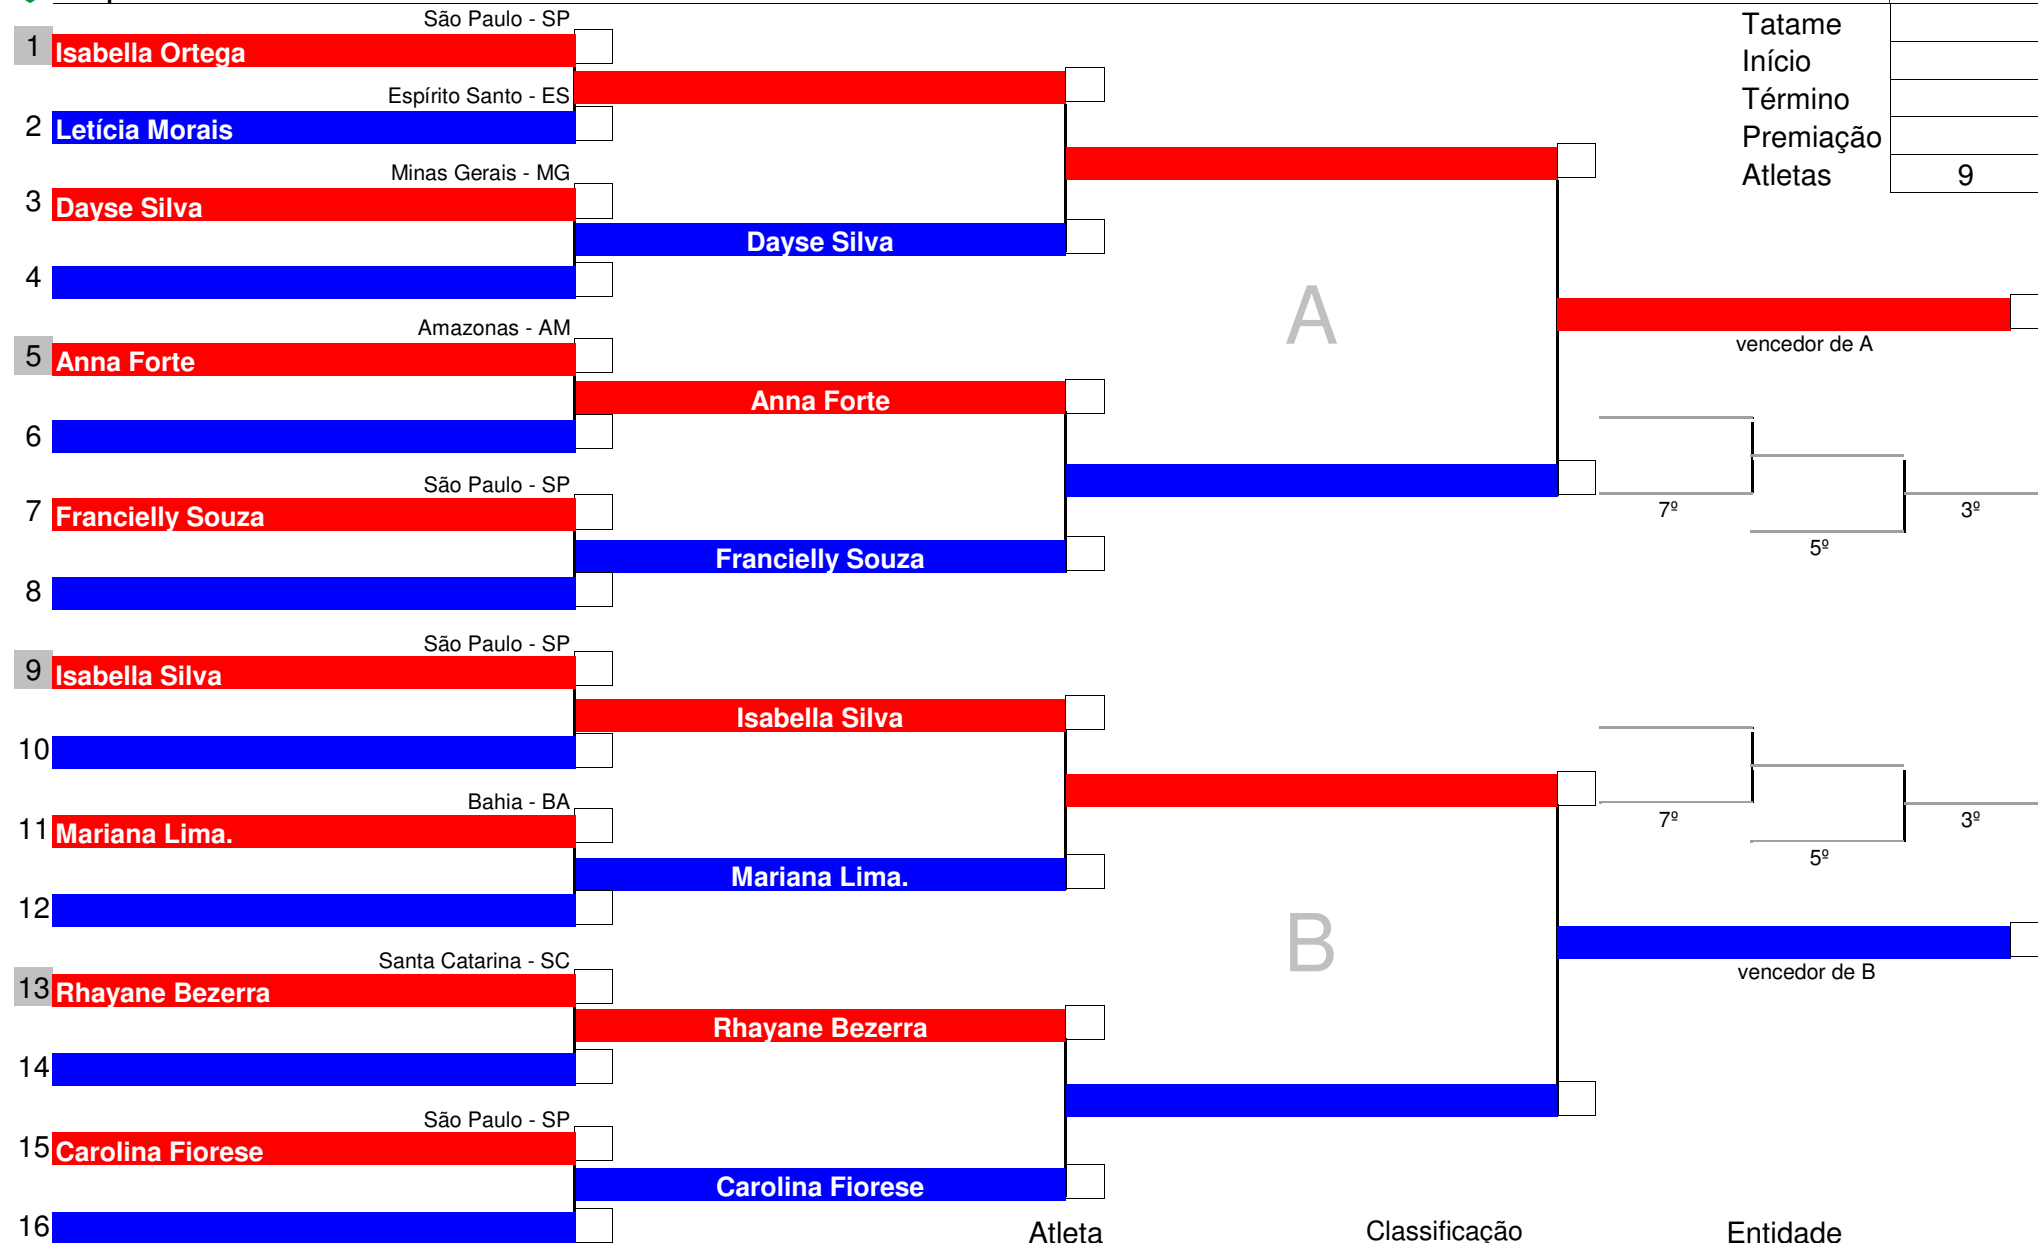 São Paulo - SP
Tatame
1 Isabella Ortega
Início
Espírito Santo - ES
Término
2 Letícia Morais
Premiação
Minas Gerais - MG
Atletas 9
3 Dayse Silva
Dayse Silva
4
A
Amazonas - AM
vencedor de A
5 Anna Forte
Anna Forte
6
São Paulo - SP
7º 3º
7 Francielly Souza
5º
Francielly Souza
8
São Paulo - SP
9 Isabella Silva
Isabella Silva
10
Bahia - BA
7º 3º
11 Mariana Lima.
5º
Mariana Lima.
12
B
Santa Catarina - SC
vencedor de B
13 Rhayane Bezerra
Rhayane Bezerra
14
São Paulo - SP
15 Carolina Fiorese
Carolina Fiorese
16
Atleta Classificação Entidade